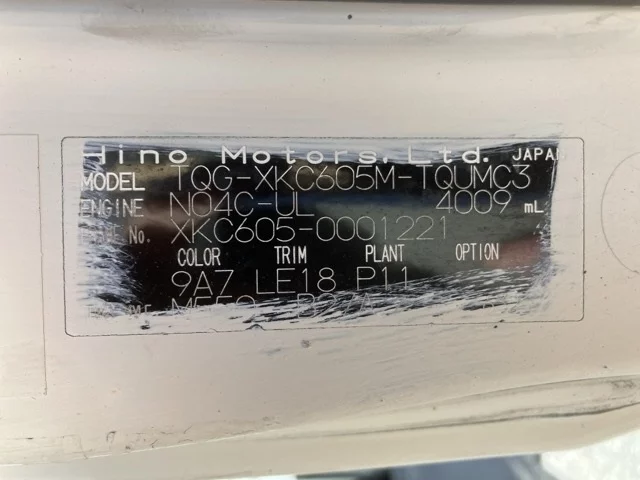 Hino Motors, Ltd. JAPAN
MODEL TQG-XKC605M-TQUMC3
ENGINE N04C-UL 4009 mL
No. XKC605-0001221
COLOR TRIM PLANT OPTION
9A7 LE18 P11